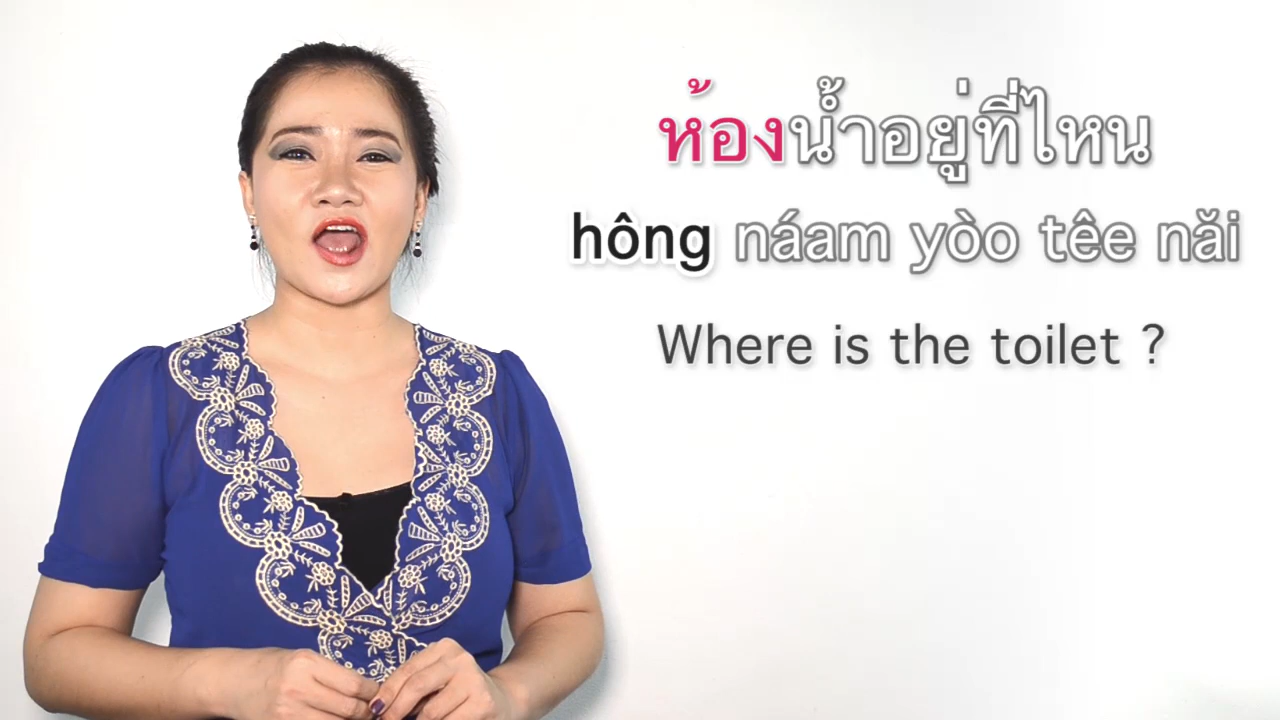 ห้องน้ำอยู่ที่ไหน
hông náam yòo têe năi
Where is the toilet ?